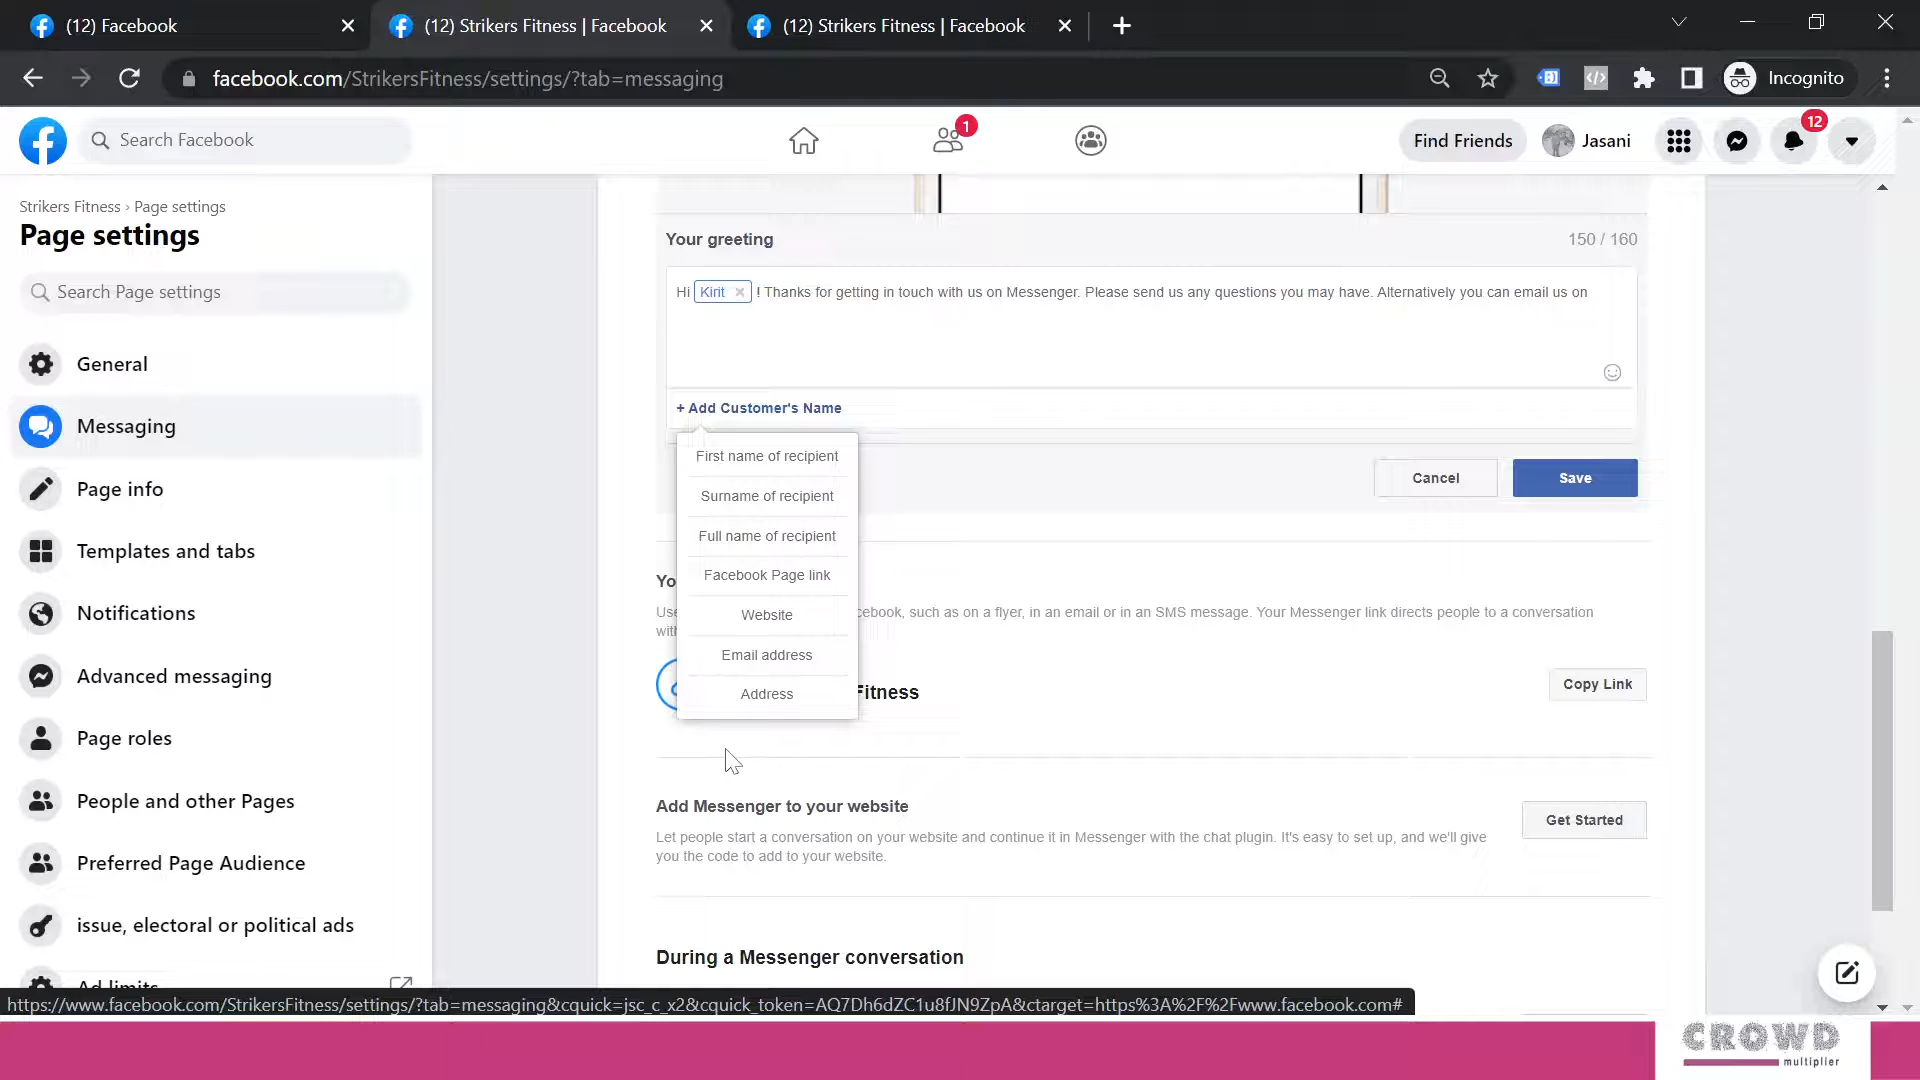 (12) Facebook
(12) Strikers Fitness | Facebook
(12) Strikers Fitness | Facebook
facebook.com/StrikersFitness/settings/?tab=messaging
Incognito
Search Facebook
1
Find Friends
Jasani
12
Strikers Fitness › Page settings
Page settings
Search Page settings
General
Messaging
Page info
Templates and tabs
Notifications
Advanced messaging
Page roles
People and other Pages
Preferred Page Audience
issue, electoral or political ads
Ad limits
Your greeting
150 / 160
Hi Kirit ! Thanks for getting in touch with us on Messenger. Please send us any questions you may have. Alternatively you can email us on
+ Add Customer's Name
First name of recipient
Surname of recipient
Full name of recipient
Facebook Page link
Website
Email address
Address
Cancel
Save
Yo
Use cebook, such as on a flyer, in an email or in an SMS message. Your Messenger link directs people to a conversation
with
Fitness
Copy Link
Add Messenger to your website
Let people start a conversation on your website and continue it in Messenger with the chat plugin. It's easy to set up, and we'll give
you the code to add to your website.
Get Started
During a Messenger conversation
https://www.facebook.com/StrikersFitness/settings/?tab=messaging&cquick=jsc_c_x2&cquick_token=AQ7Dh6dZC1u8fJN9ZpA&ctarget=https%3A%2F%2Fwww.facebook.com#
CROWD
multiplier